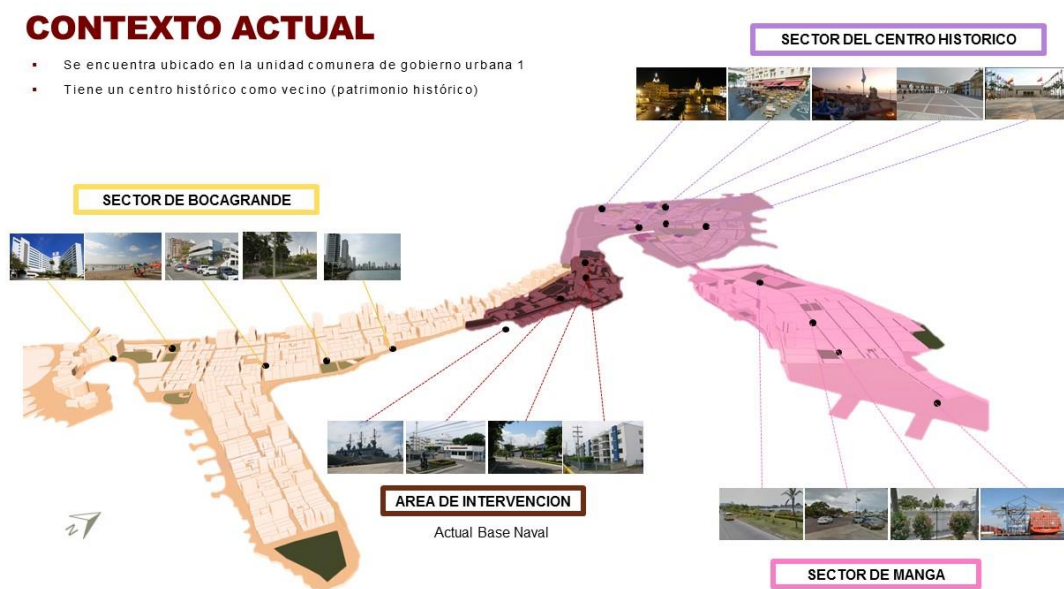 CONTEXTO ACTUAL
Se encuentra ubicado en la unidad comunera de gobierno urbana 1
Tiene un centro histórico como vecino (patrimonio histórico)
SECTOR DEL CENTRO HISTORICO
SECTOR DE BOCAGRANDE
AREA DE INTERVENCION
Actual Base Naval
N
SECTOR DE MANGA